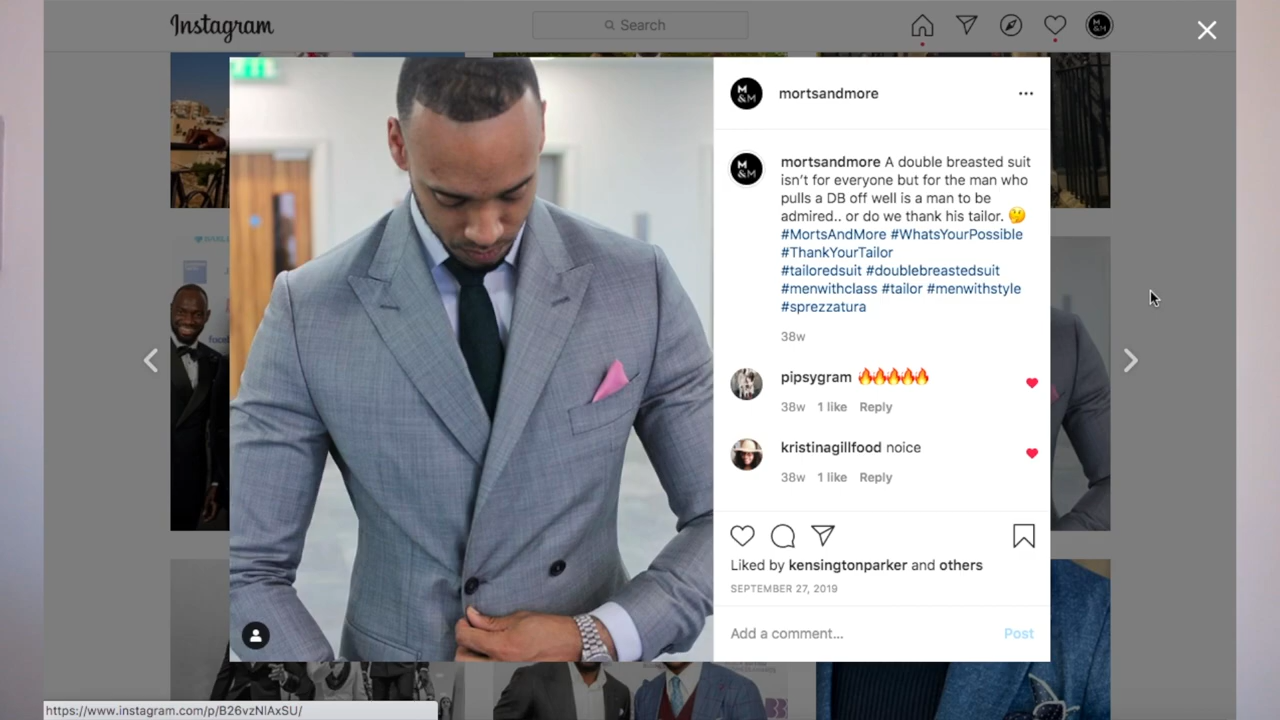 Instagram
Search
M
&M
M
&M
mortsandmore
M
&M
mortsandmore A double breasted suit
isn’t for everyone but for the man who
pulls a DB off well is a man to be
admired.. or do we thank his tailor. 🤔
#MortsAndMore #WhatsYourPossible
#ThankYourTailor
#tailoredsuit #doublebreastedsuit
#menwithclass #tailor #menwithstyle
#sprezzatura
38w
pipsygram 🔥🔥🔥🔥🔥
38w 1 like Reply
kristinagillfood noice
38w 1 like Reply
Liked by kensingtonparker and others
SEPTEMBER 27, 2019
Add a comment... Post
https://www.instagram.com/p/B26vzNlAxSU/